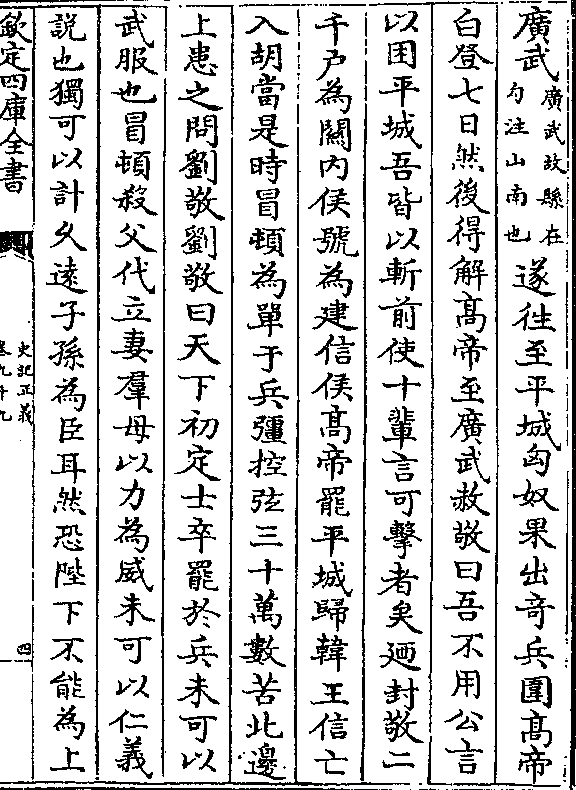 廣武廣武故縣在勾注山南也遂往至平城匈奴果出奇兵圍髙帝
白登七日然後得解髙帝至廣武赦敬曰吾不用公言
以困平城吾皆以斬前使十輩言可擊者矣廼封敬二
千户為關内侯號為建信侯髙帝罷平城歸韓王信亡
入胡當是時冒頓為單于兵彊控弦三十萬數苦北邊
上患之問劉敬劉敬曰天下初定士卒罷於兵未可以
武服也冒頓殺父代立妻羣母以力為威未可以仁義
說也獨可以計久逺子孫為臣耳然恐陛下不能為上
欽定四庫全書
史記正義
卷九十九
四